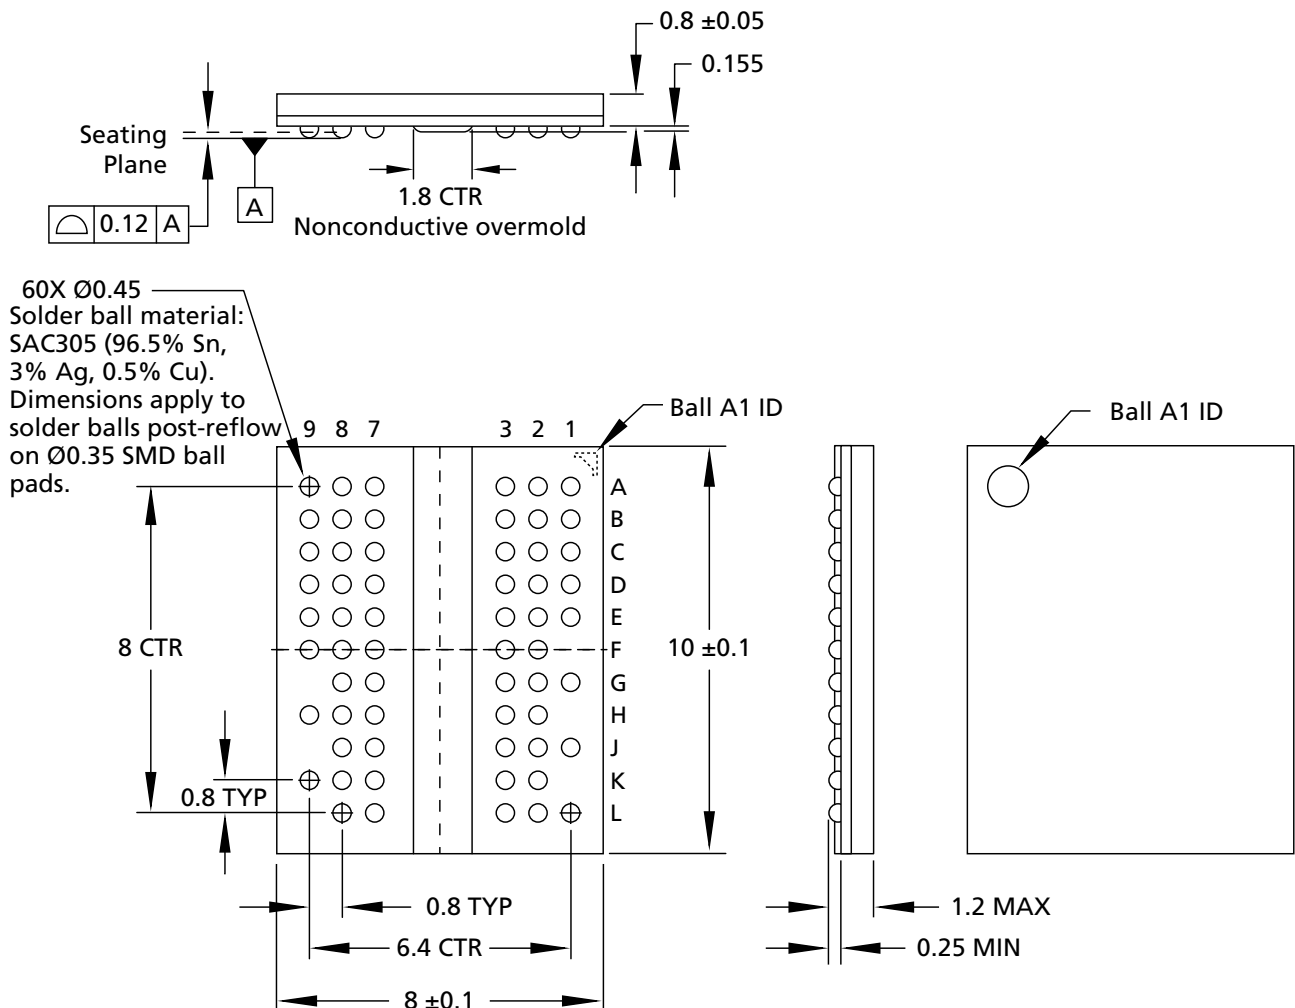 0.8 ±0.05
0.155
Seating
Plane
A
0.12 A
1.8 CTR
Nonconductive overmold
60X Ø0.45
Solder ball material:
SAC305 (96.5% Sn,
3% Ag, 0.5% Cu).
Dimensions apply to
solder balls post-reflow
on Ø0.35 SMD ball
pads.
9 8 7 3 2 1
Ball A1 ID
Ball A1 ID
A
B
C
D
E
F
G
H
J
K
L
8 CTR
10 ±0.1
0.8 TYP
0.8 TYP
1.2 MAX
6.4 CTR
0.25 MIN
8 ±0.1